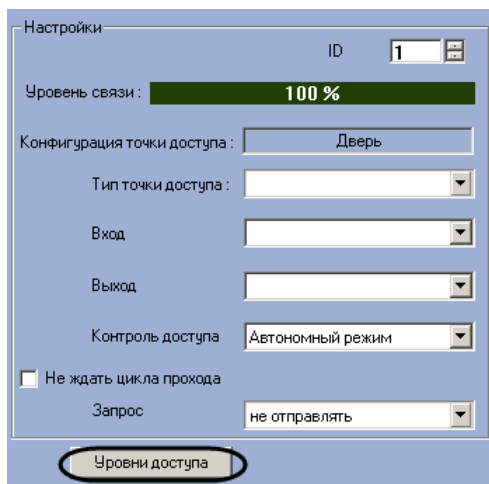 Настройки
ID 1
Уровень связи : 100 %
Конфигурация точки доступа : Дверь
Тип точки доступа :
Вход
Выход
Контроль доступа Автономный режим
Не ждать цикла прохода
Запрос не отправлять
Уровни доступа